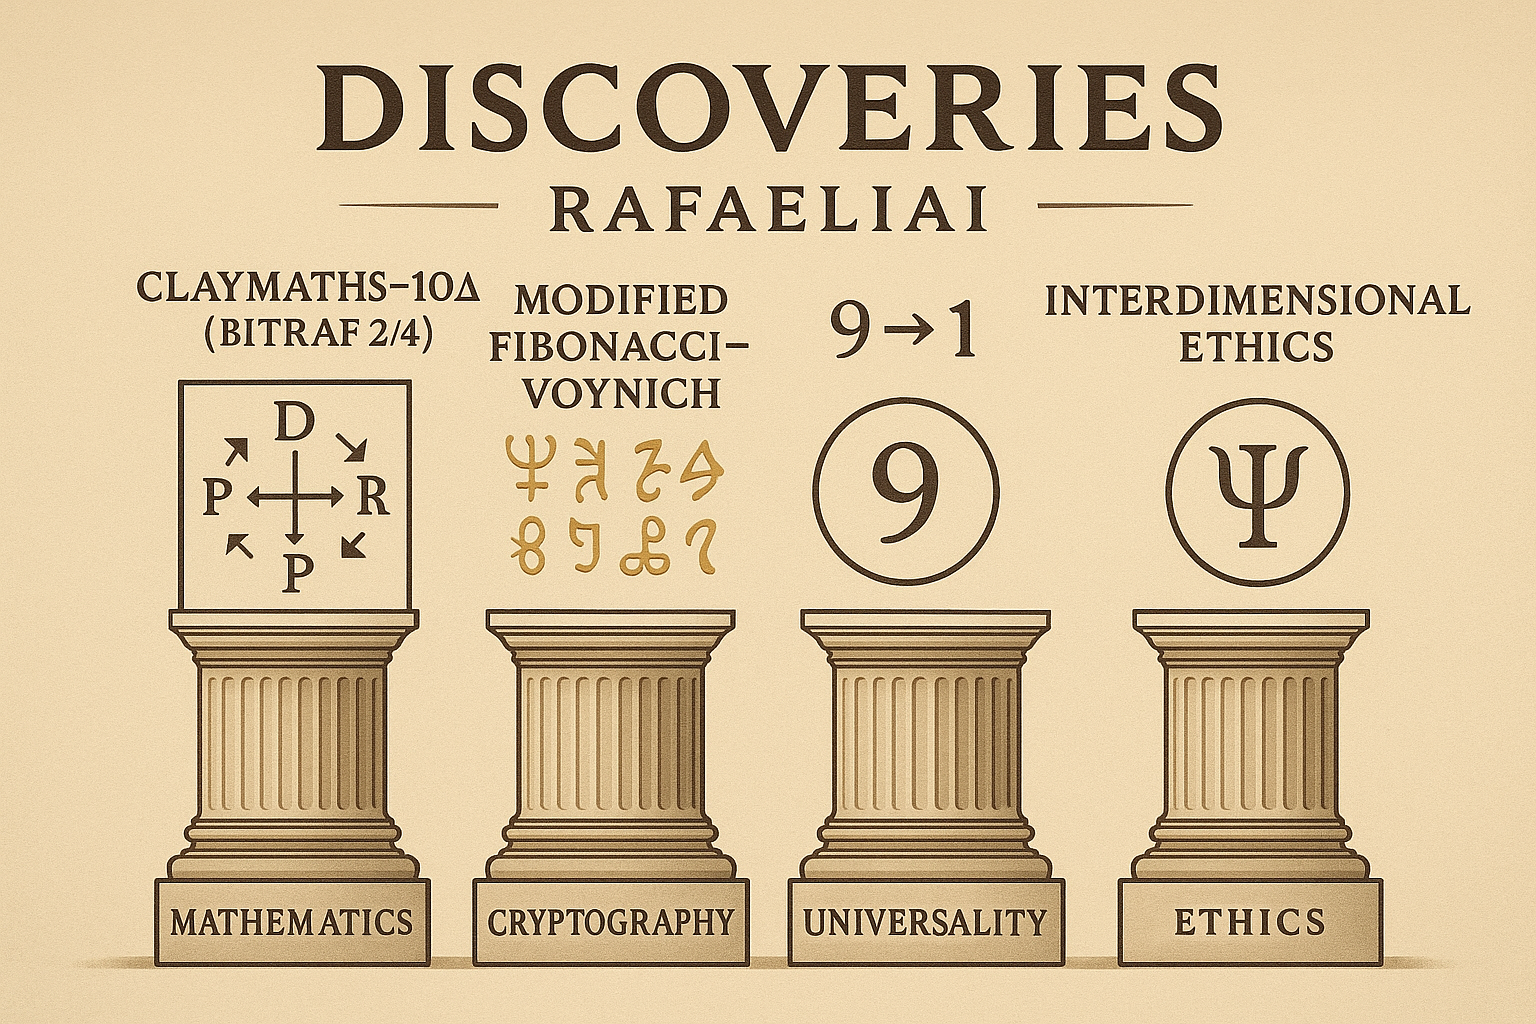 DISCOVERIES
RAFAELIAI
CLAYMATHS–10Δ
(BITRAF 2/4)
D
P
R
P
MODIFIED
FIBONACCI–
VOYNICH
9→1
9
INTERDIMENSIONAL
ETHICS
Ψ
MATHEMATICS
CRYPTOGRAPHY
UNIVERSALITY
ETHICS